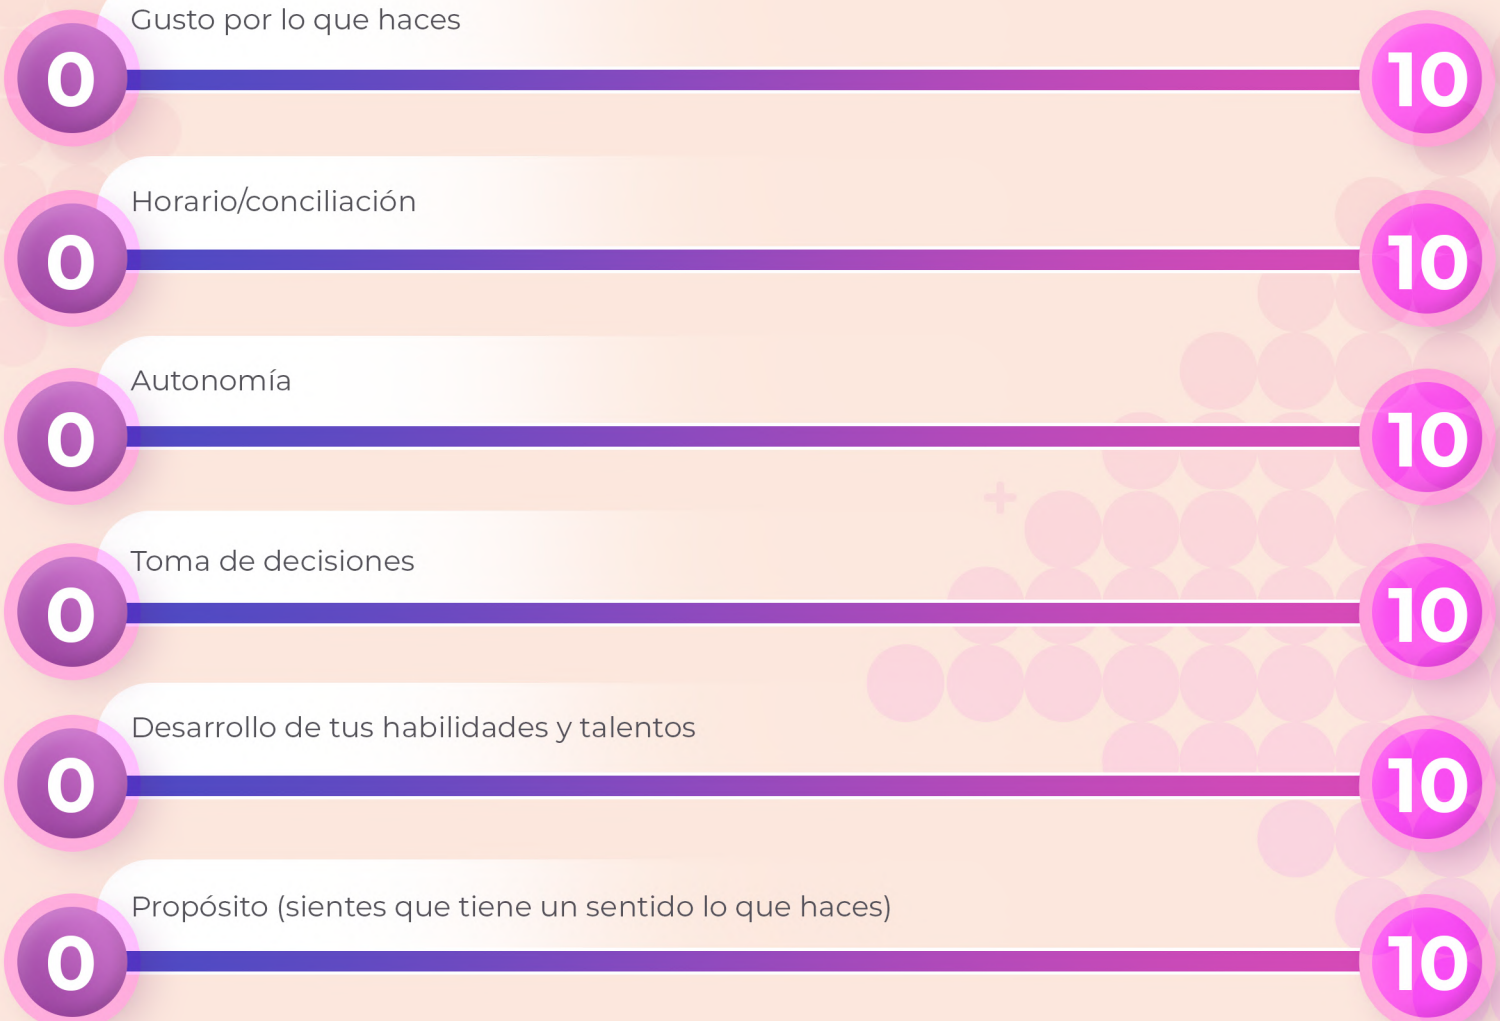 Gusto por lo que haces
0 10
Horario/conciliación
0 10
Autonomía
0 10
Toma de decisiones
0 10
Desarrollo de tus habilidades y talentos
0 10
Propósito (sientes que tiene un sentido lo que haces)
0 10